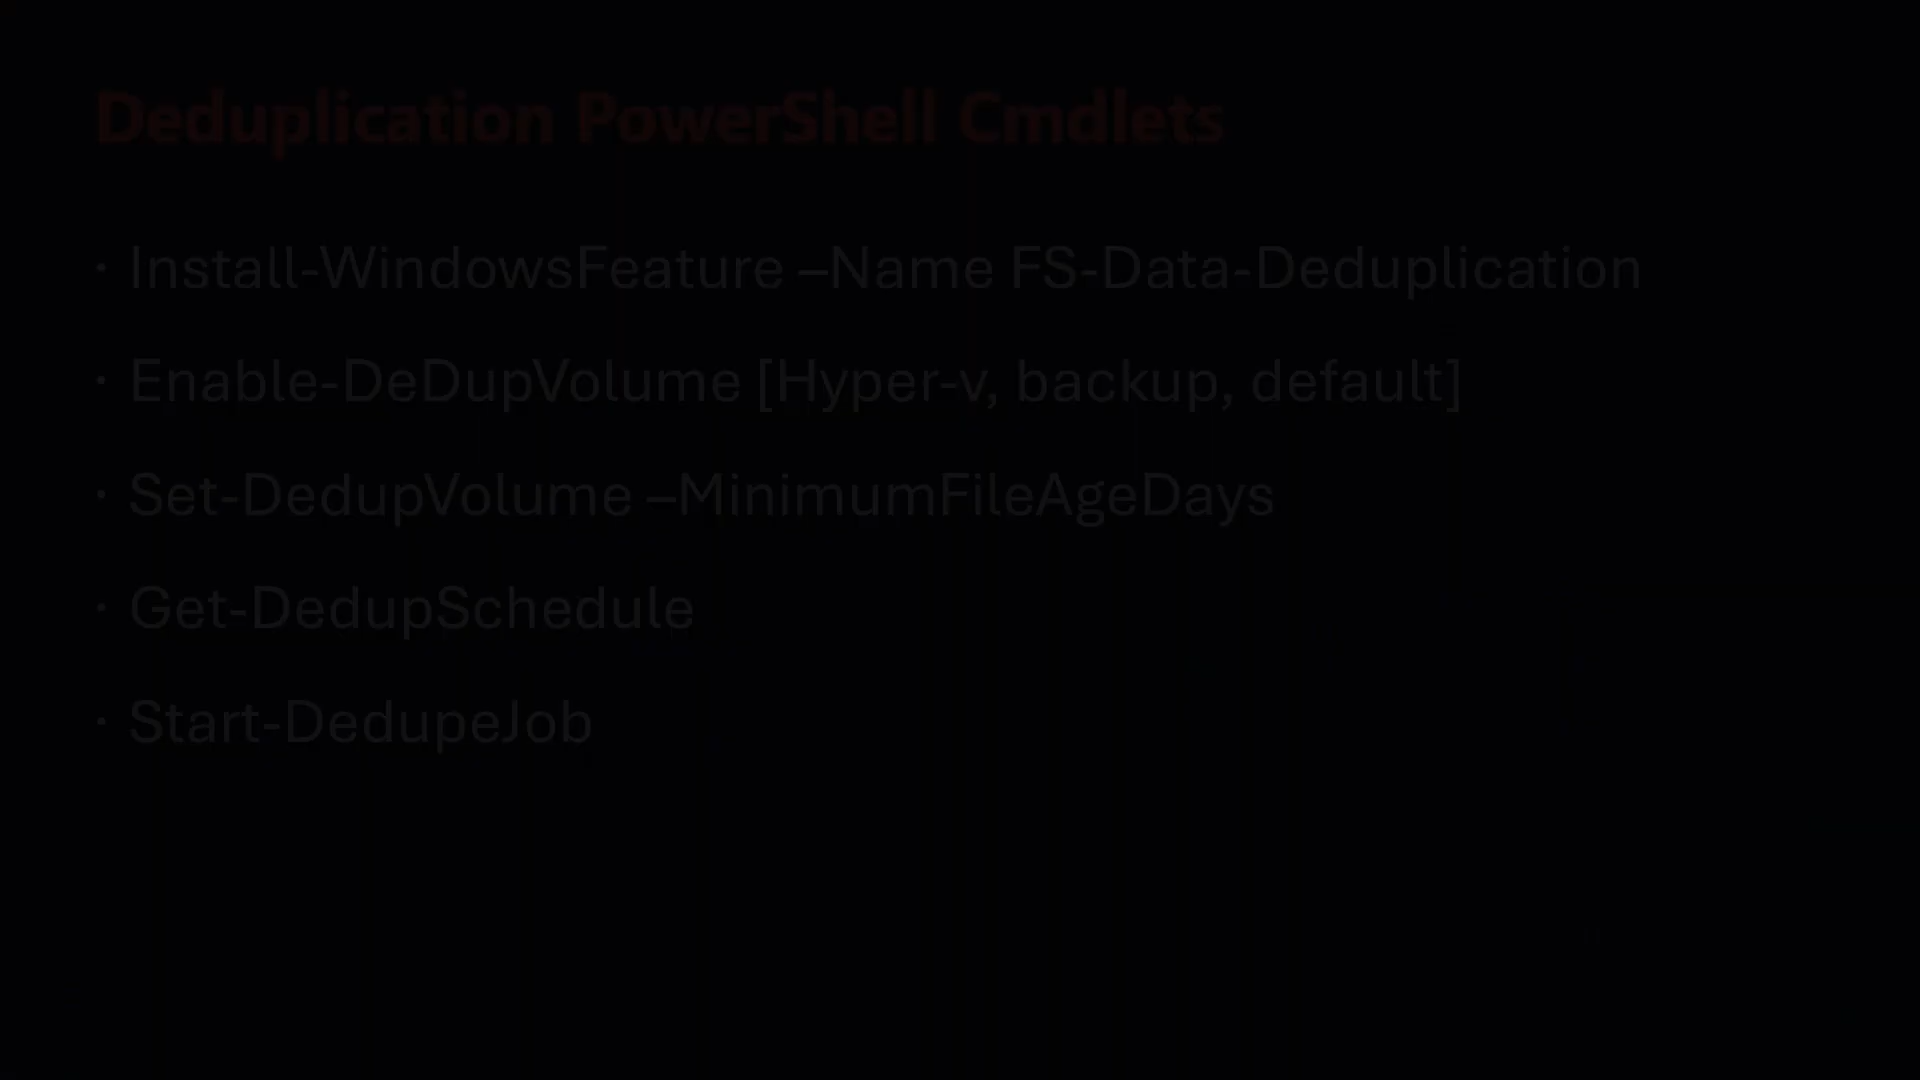 Deduplication PowerShell Cmdlets
· Install-WindowsFeature –Name FS-Data-Deduplication
· Enable-DeDupVolume [Hyper-v, backup, default]
· Set-DedupVolume –MinimumFileAgeDays
· Get-DedupSchedule
· Start-DedupeJob